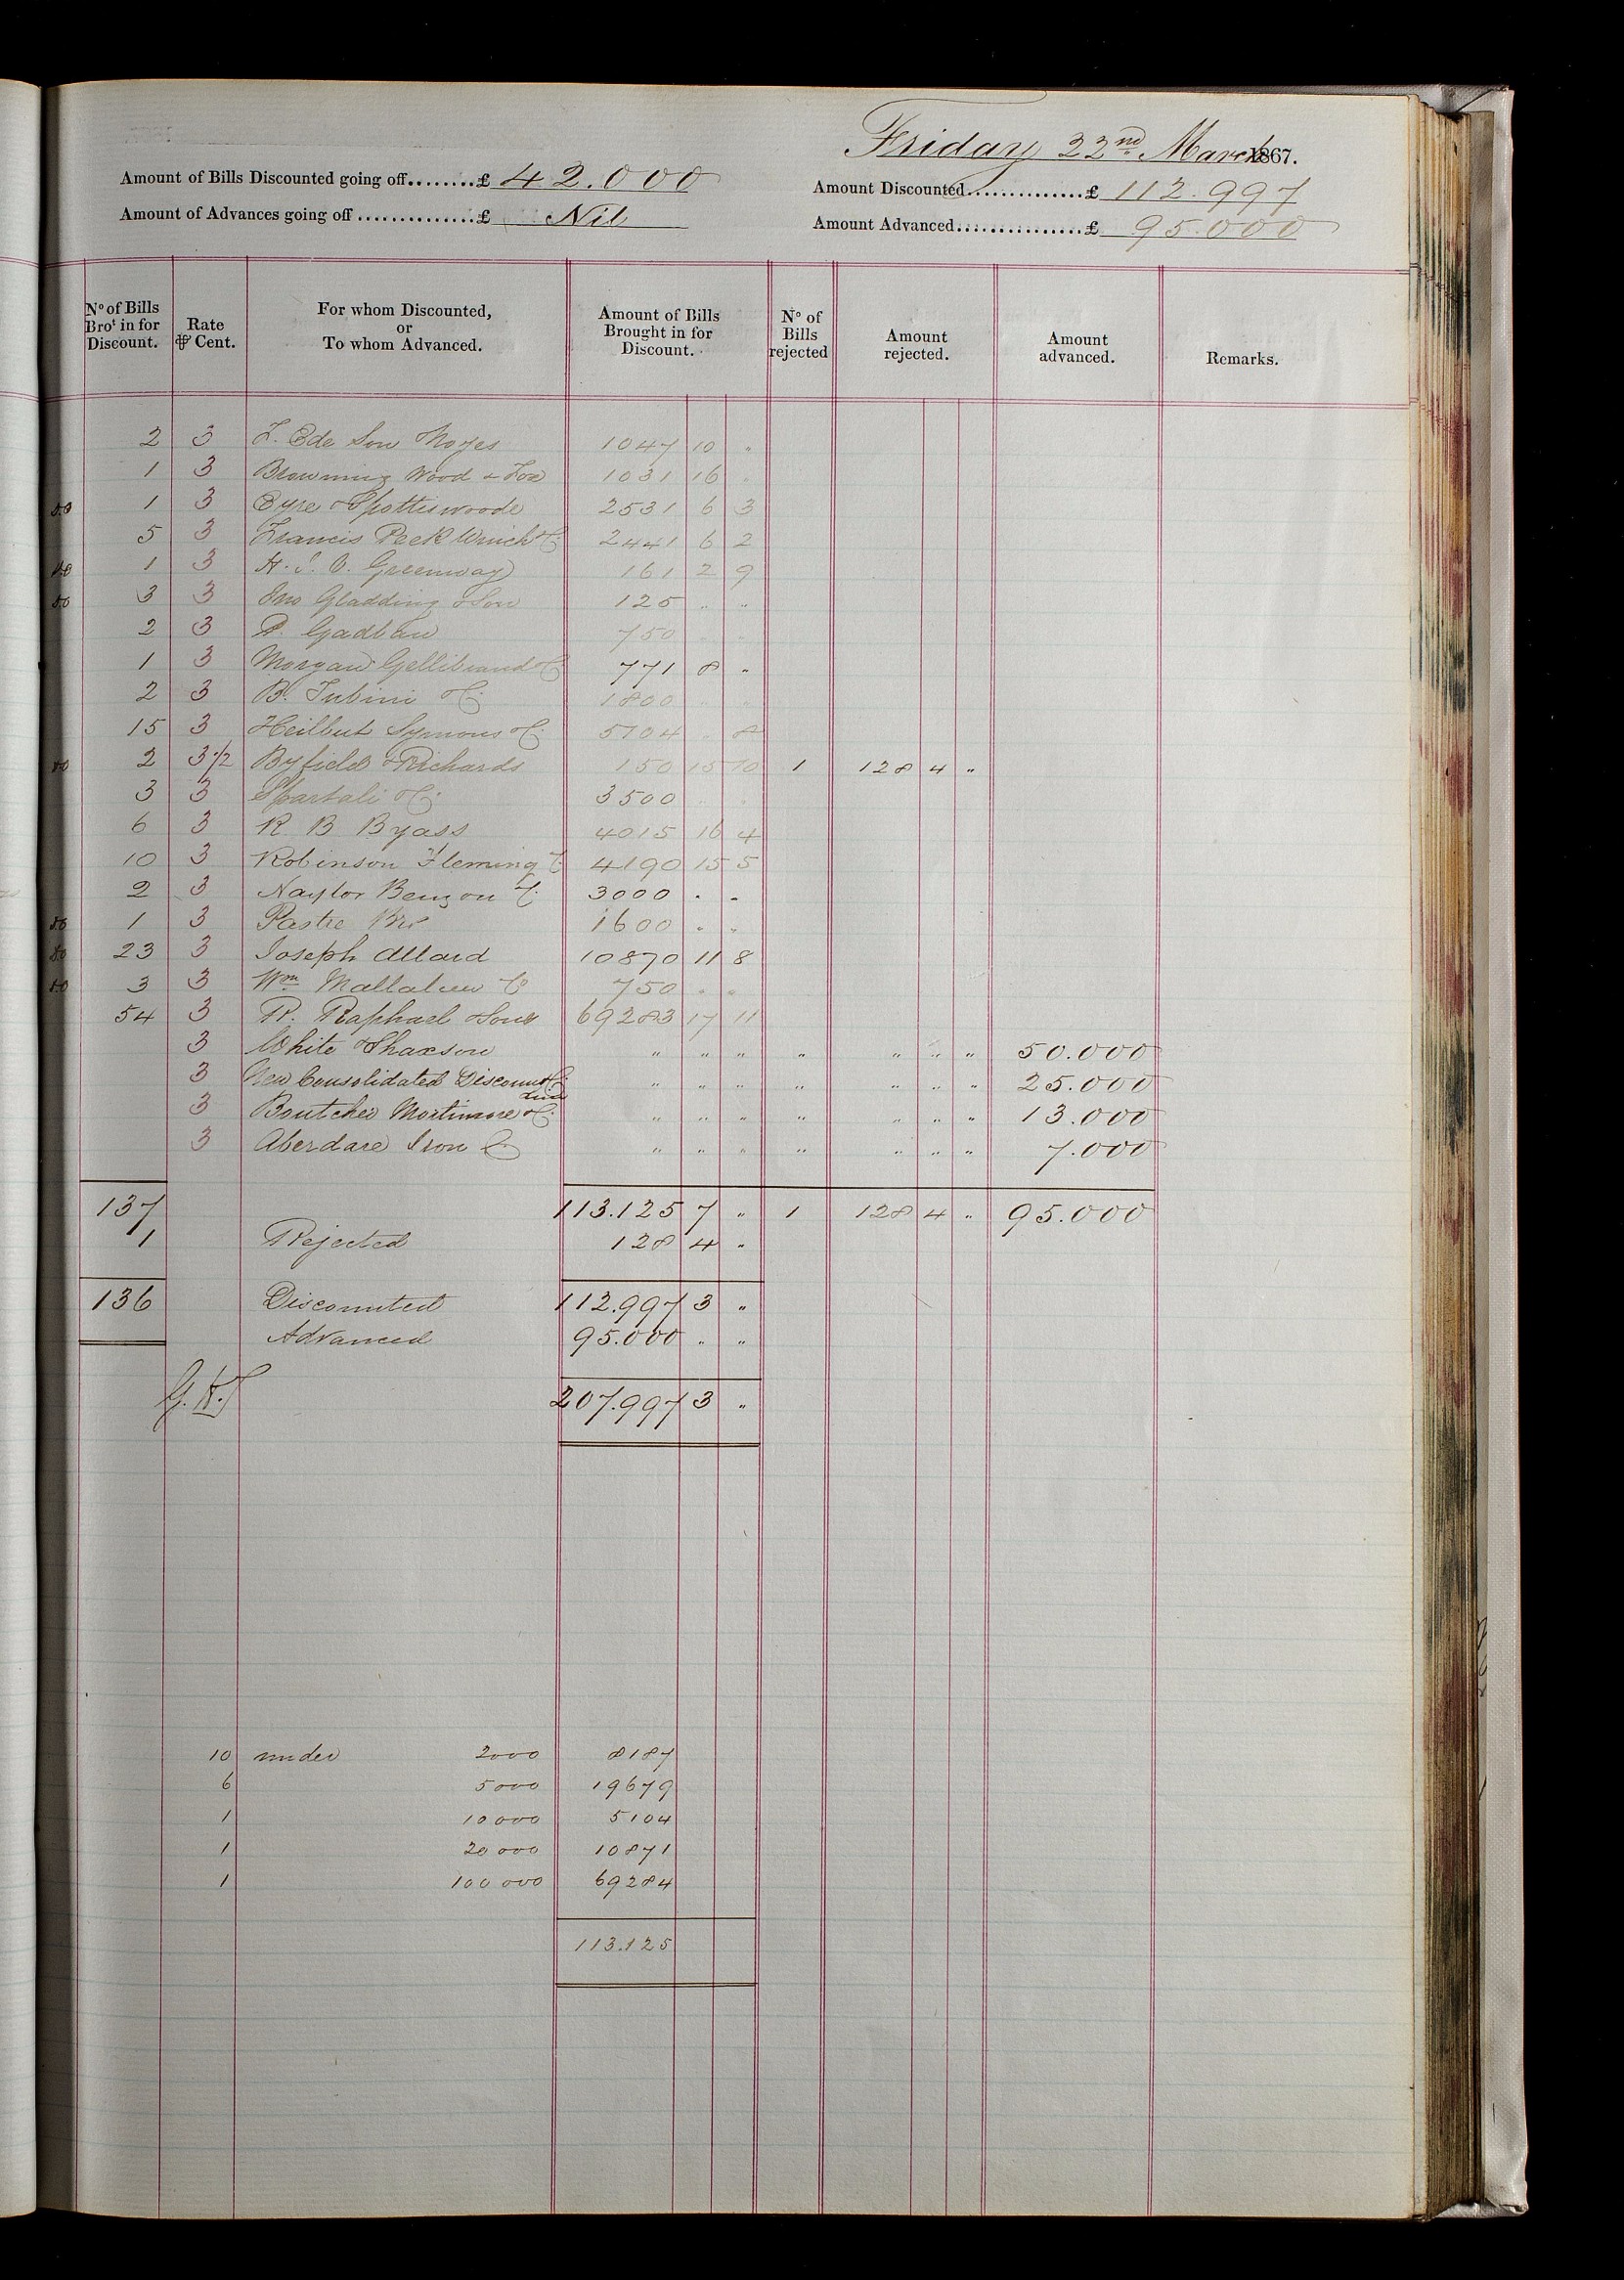 Friday 22nd March 1867.
Amount of Bills Discounted going off........£ 42.000
Amount of Advances going off ..............£ Nil
Amount Discounted...............£ 112.997
Amount Advanced................£ 95.000
No of Bills Brot in for Discount. Rate ⅌ Cent. For whom Discounted, or To whom Advanced. Amount of Bills Brought in for Discount. No of Bills rejected Amount rejected. Amount advanced. Remarks.
2 3 F. Ede Son Noyes 1047 10 "
1 3 Browning Wood & Fox 1031 16 "
1 3 Eyre & Spottiswoode 2531 6 3
5 3 Francis Peek Winch & Co 2441 6 2
1 3 Greenway 161 2 9
3 3 Jno Gladding & Son 125 " "
2 3 P. Gadban 750 " "
1 3 Morgan Gellibrand & Co 771 8 "
2 3 B. Tubini & Co. 1800 " "
15 3 Heilbut Symons & Co. 5104 " 8
2 3 1/2 Byfield & Richards 150 15 10 1 128 4 "
3 3 Spartali & Co. 3500 " "
6 3 R B Byass 4015 16 4
10 3 Robinson Fleming & Co 4190 15 5
2 3 Naylor Benzon & Co. 3000 " "
1 3 Pastre Bros 1600 " "
23 3 Joseph Allard 10870 11 8
3 3 Wm Mallalieu & Co 750 " "
54 3 R. Raphael & Sons 69283 17 11
3 White & Shaxson " " " " " " " 50.000
3 New Consolidated Discount Co. " " " " " " " 25.000
3 Boutcher Mortimore & Co. " " " " " " " 13.000
3 Aberdare Iron Co. " " " " " " " 7.000
137 113.125 7 " 1 128 4 " 95.000
1 Rejected 128 4 "
136 Discounted 112.997 3 "
Advanced 95.000 " "
207.997 3 "
10 under 2000 8187
6 5000 19679
1 10000 5104
1 20000 10871
1 100000 69284
113.125